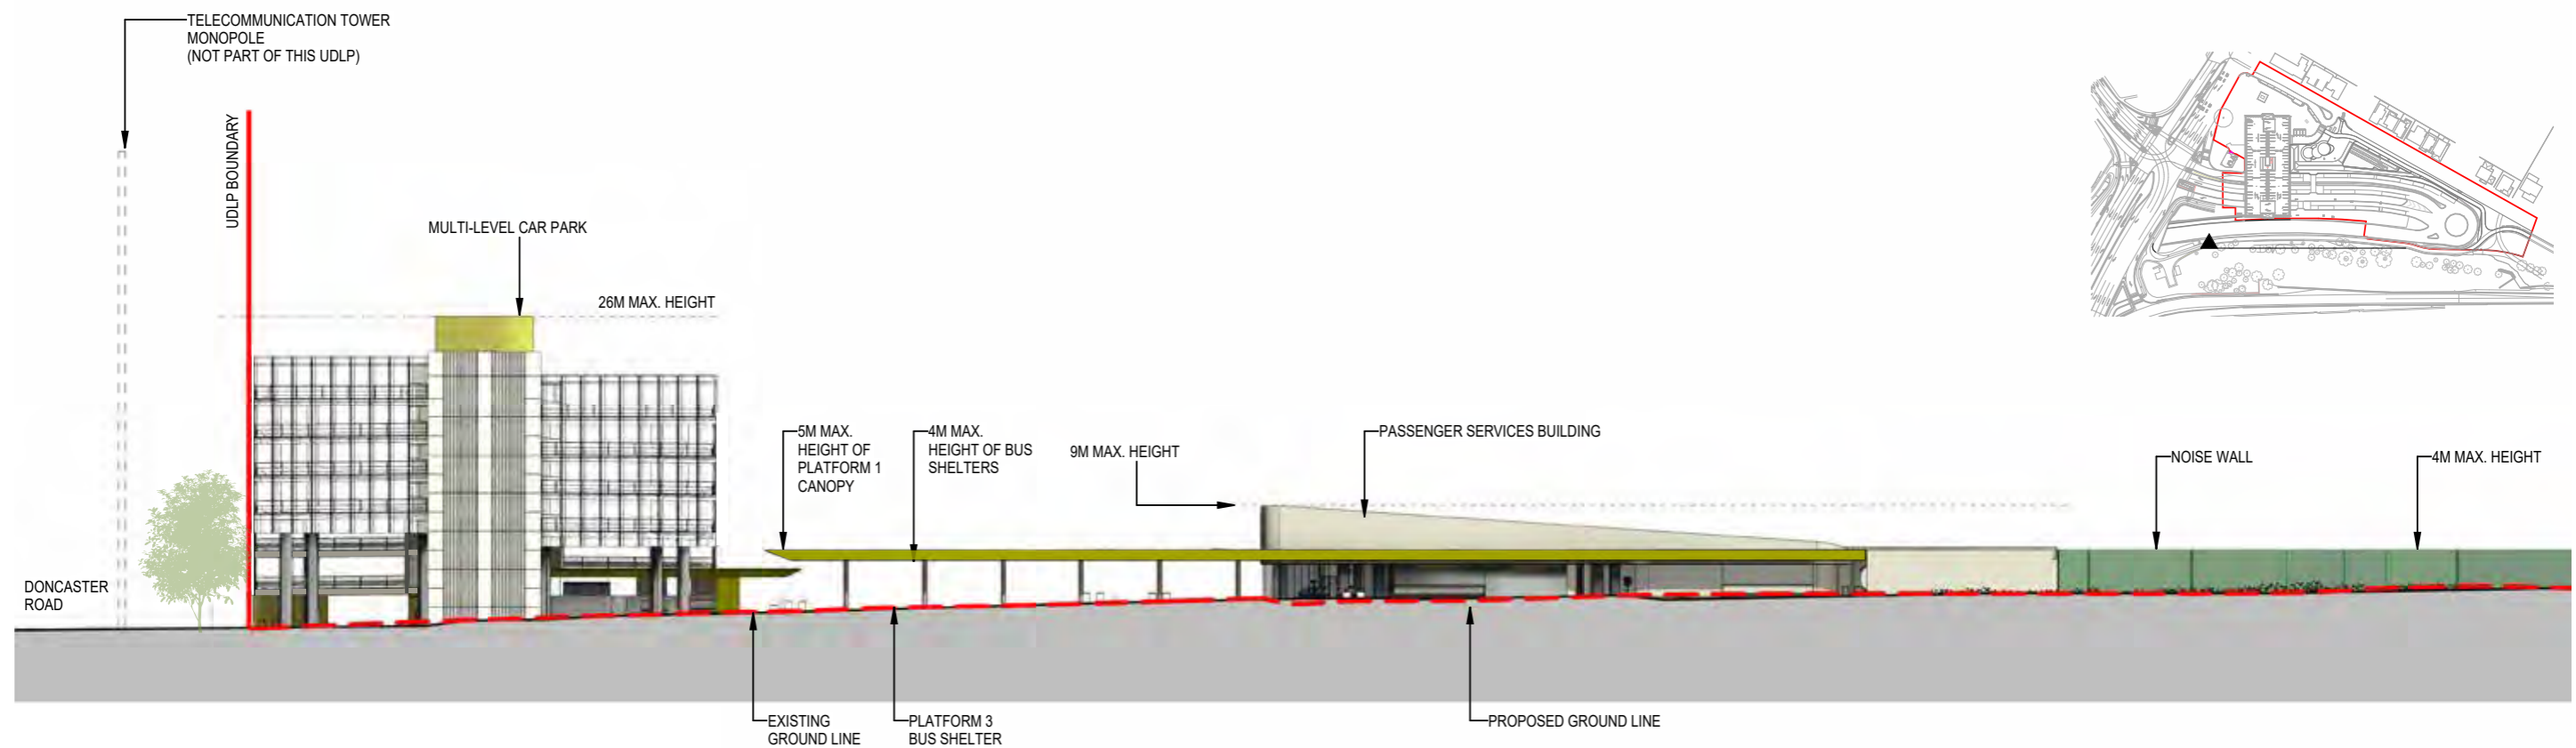 TELECOMMUNICATION TOWER
MONOPOLE
(NOT PART OF THIS UDLP)
UDLP BOUNDARY
MULTI-LEVEL CAR PARK
26M MAX. HEIGHT
5M MAX.
HEIGHT OF
PLATFORM 1
CANOPY
4M MAX.
HEIGHT OF BUS
SHELTERS
9M MAX. HEIGHT
PASSENGER SERVICES BUILDING
NOISE WALL
4M MAX. HEIGHT
DONCASTER
ROAD
EXISTING
GROUND LINE
PLATFORM 3
BUS SHELTER
PROPOSED GROUND LINE